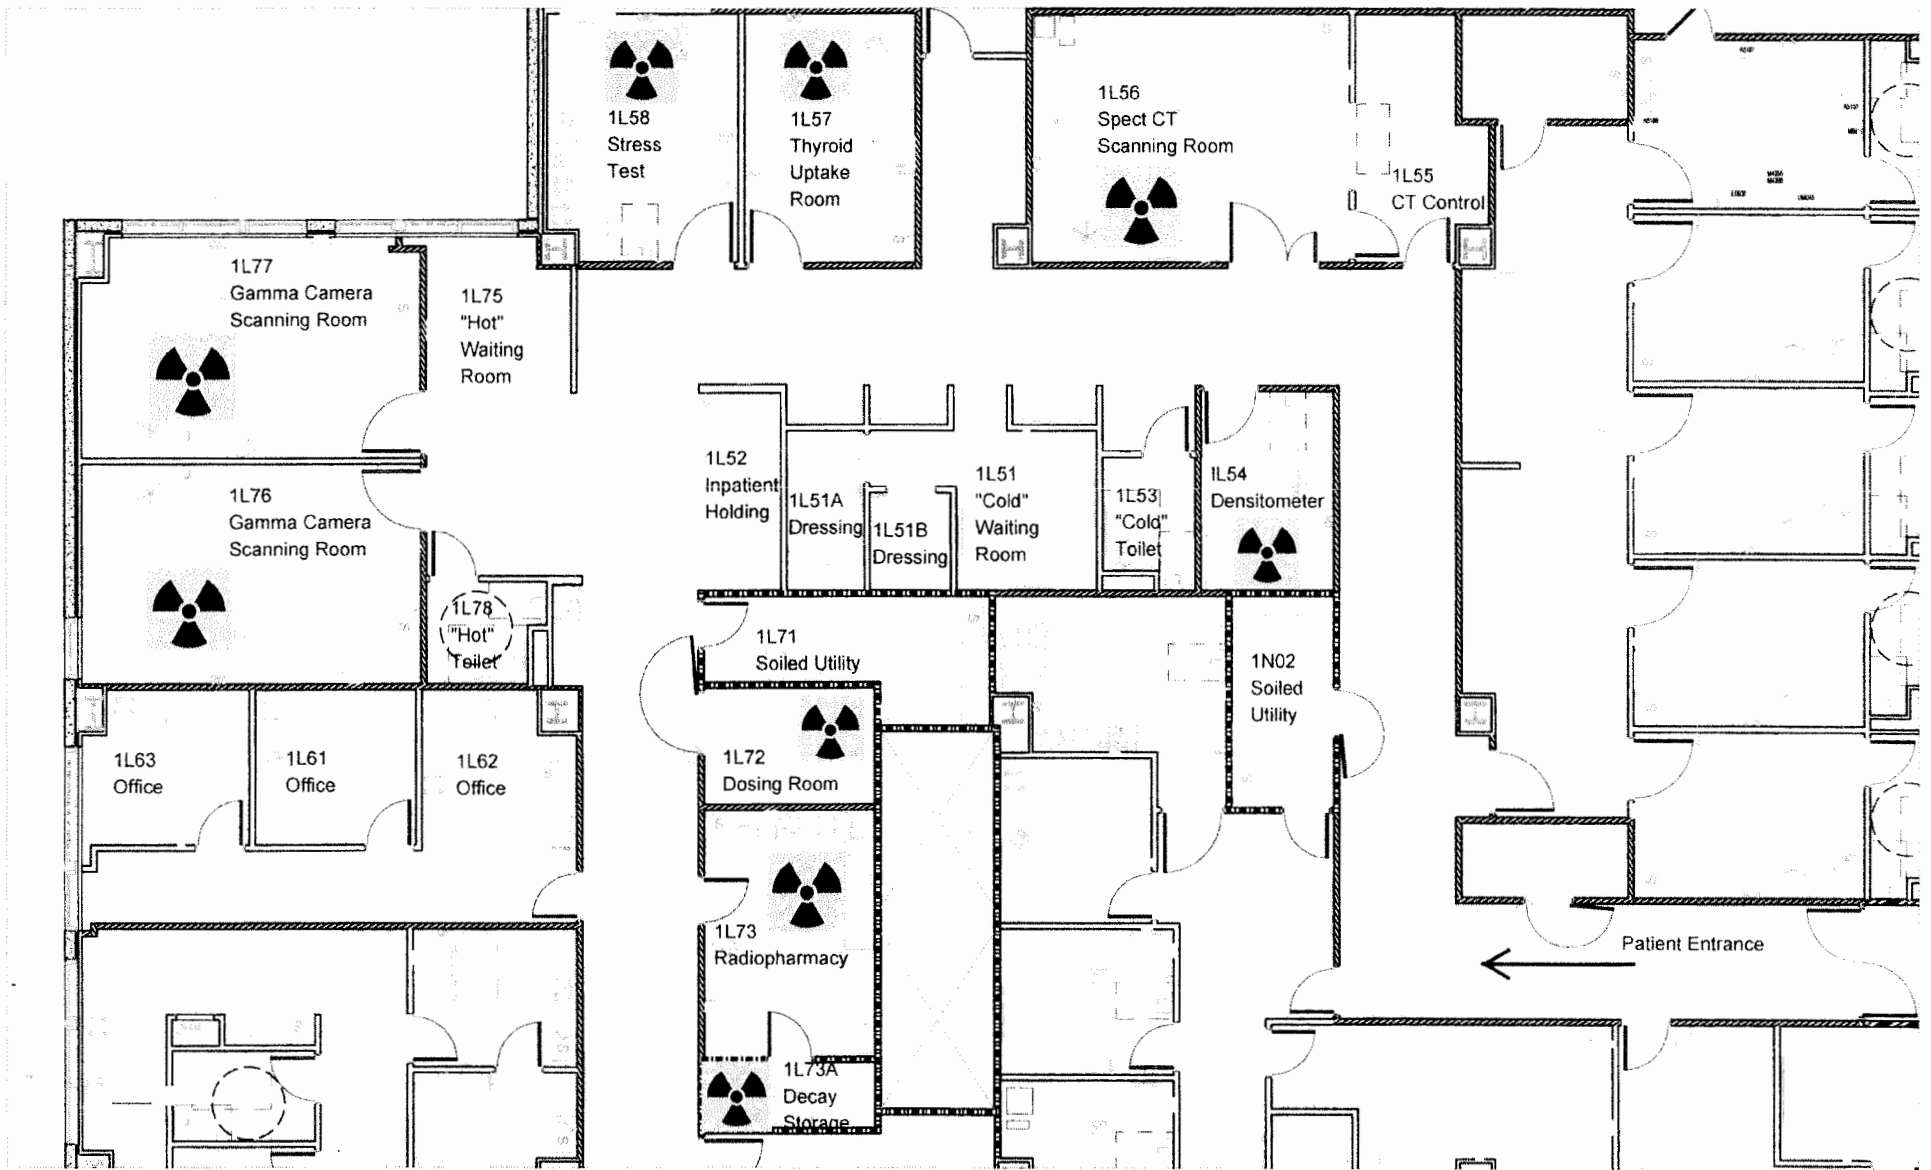 1L58
Stress
Test
1L57
Thyroid
Uptake
Room
1L56
Spect CT
Scanning Room
1L55
CT Control
1L77
Gamma Camera
Scanning Room
1L75
"Hot"
Waiting
Room
1L76
Gamma Camera
Scanning Room
1L52
Inpatient
Holding
1L51A
Dressing
1L51B
Dressing
1L51
"Cold"
Waiting
Room
1L53
"Cold"
Toilet
IL54
Densitometer
1L78
"Hot"
Toilet
1L71
Soiled Utility
1N02
Soiled
Utility
1L63
Office
1L61
Office
1L62
Office
1L72
Dosing Room
1L73
Radiopharmacy
Patient Entrance
1L73A
Decay
Storage